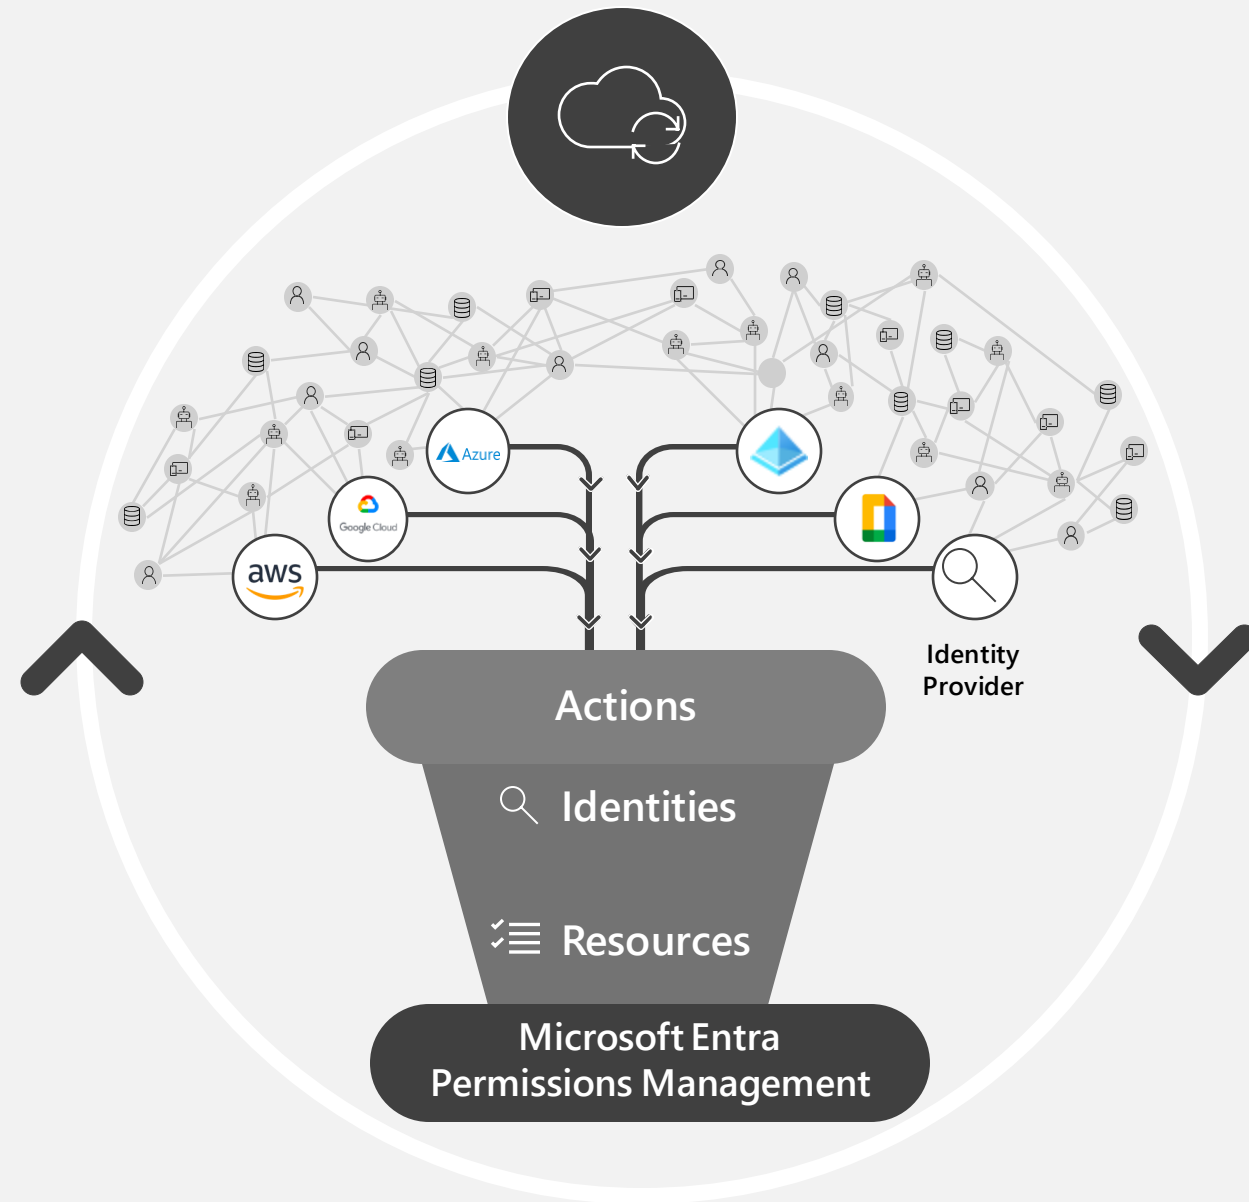 Azure
Google Cloud
aws
Identity
Provider
Actions
Identities
Resources
Microsoft Entra
Permissions Management